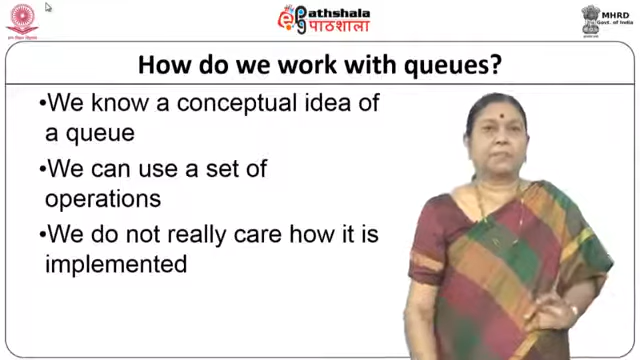 Pathshala
पाठशाला
MHRD
Govt. of India
How do we work with queues?
•We know a conceptual idea of
a queue
•We can use a set of
operations
•We do not really care how it is
implemented